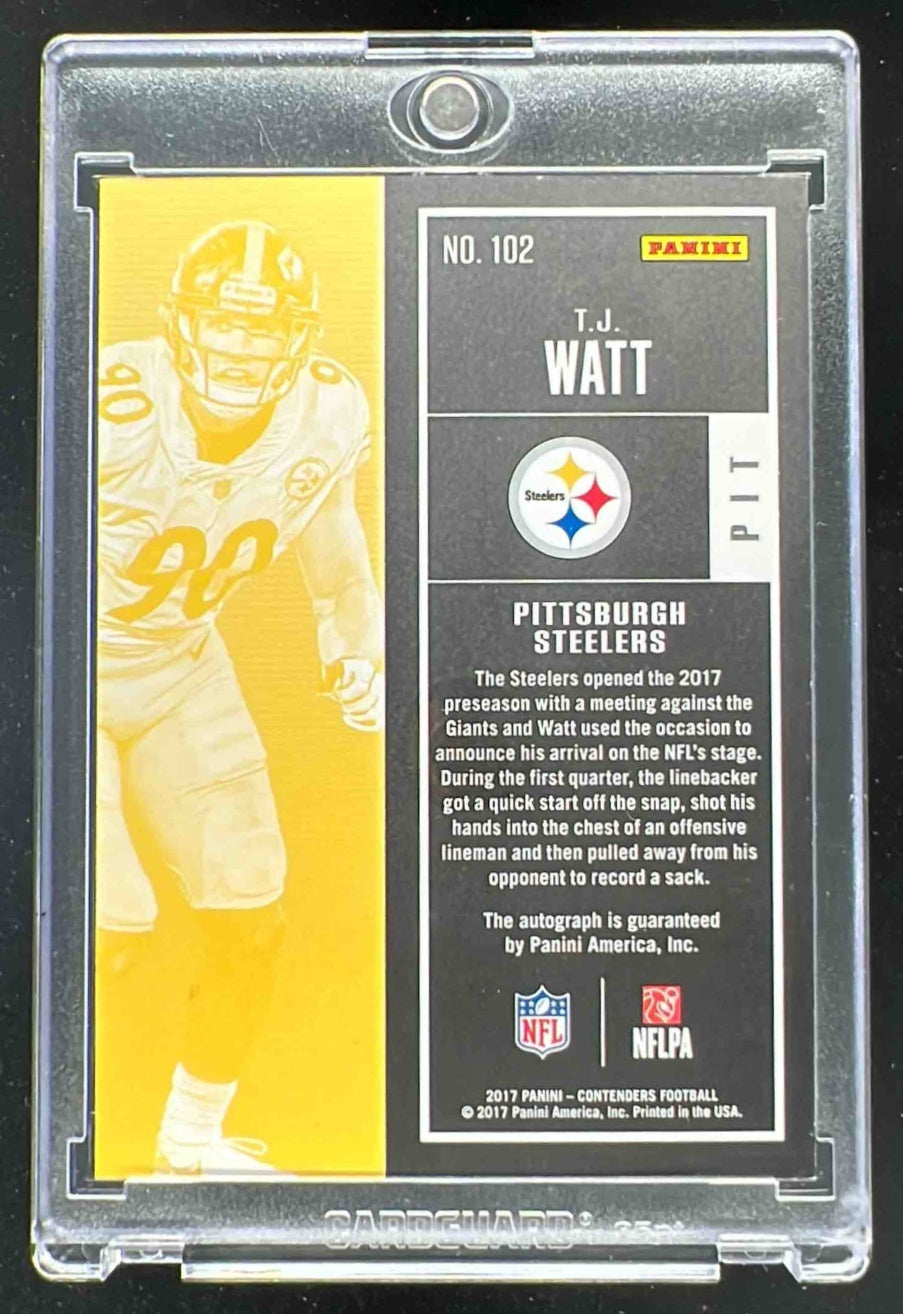 NO. 102
PANINI
T.J.
WATT
90
90
Steelers
PIT
PITTSBURGH
STEELERS
The Steelers opened the 2017
preseason with a meeting against the
Giants and Watt used the occasion to
announce his arrival on the NFL's stage.
During the first quarter, the linebacker
got a quick start off the snap, shot his
hands into the chest of an offensive
lineman and then pulled away from his
opponent to record a sack.
The autograph is guaranteed
by Panini America, Inc.
NFL
NFLPA
2017 PANINI – CONTENDERS FOOTBALL
© 2017 Panini America, Inc. Printed in the USA.
CARDGUARD